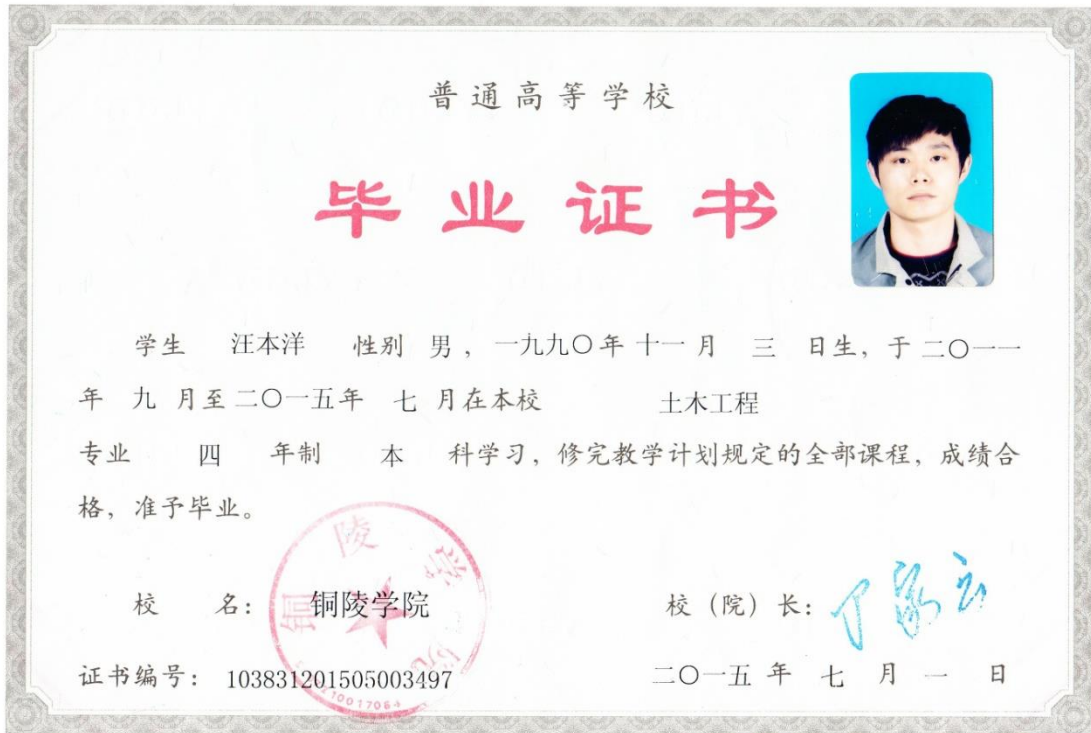 普通高等学校
毕业证书
学生 汪本洋 性别 男，一九九〇年 十一 月 三 日生，于 二〇一一
年 九 月至 二〇一五年 七 月在本校 土木工程
专业 四 年制 本 科学习，修完教学计划规定的全部课程，成绩合
格，准予毕业。
校 名： 铜陵学院 校（院）长：
铜陵学院
证书编号： 103831201505003497 二〇一五 年 七 月 一 日